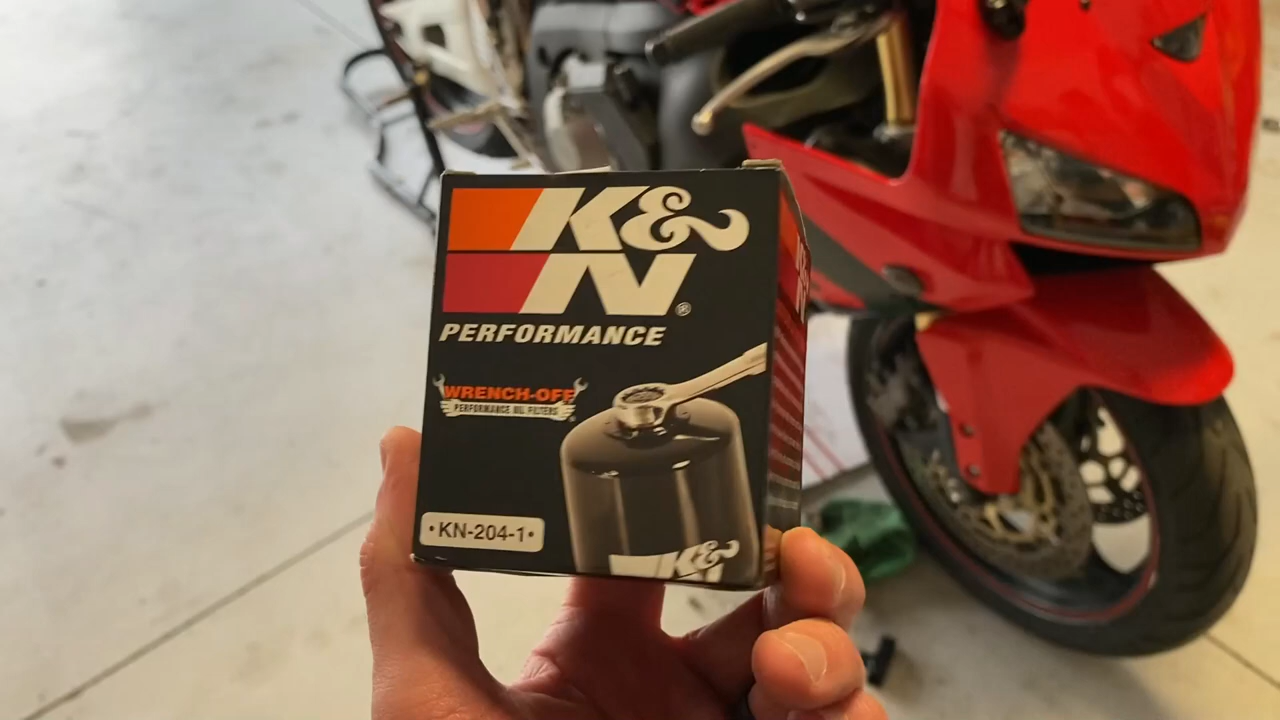 K&
N®
PERFORMANCE
WRENCH-OFF
PERFORMANCE OIL FILTERS
•KN-204-1•
K&
N